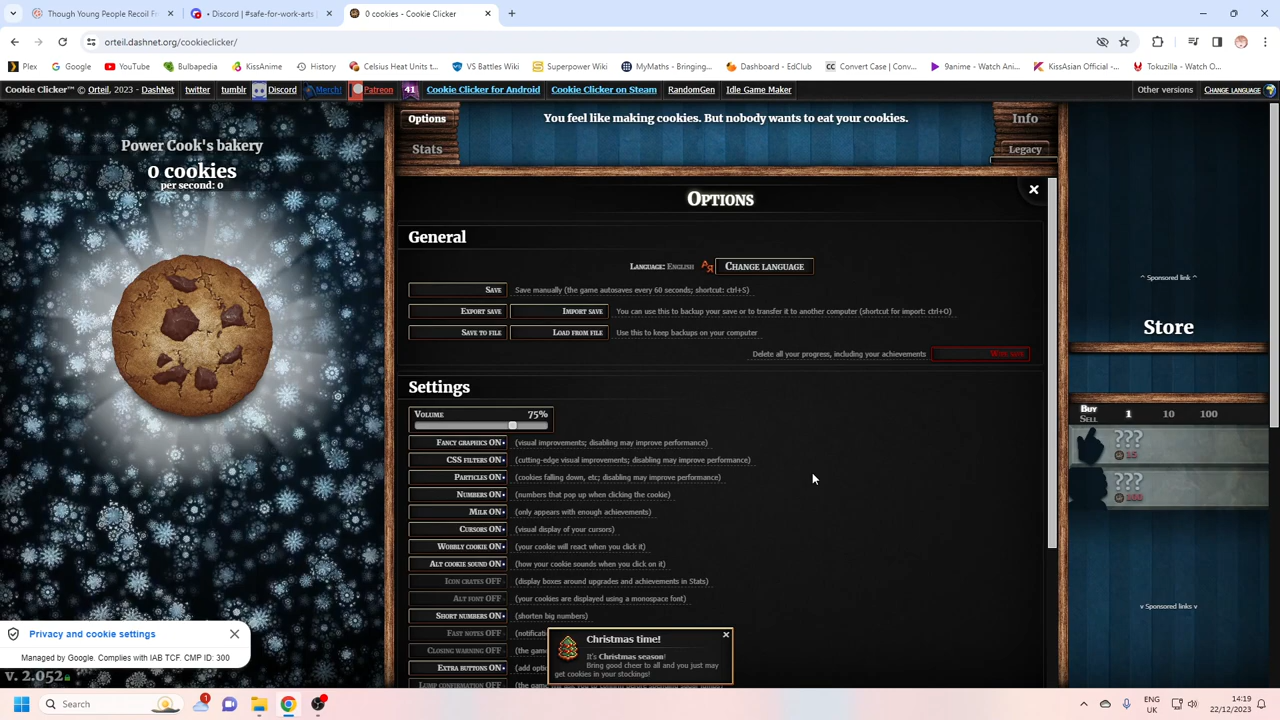 Though Young People Recei
Discord | #safe-for-work-arts
0 cookies - Cookie Clicker
orteil.dashnet.org/cookieclicker/
Plex
Google
YouTube
Bulbapedia
KissAnime
History
Celsius Heat Units t...
VS Battles Wiki
Superpower Wiki
MyMaths - Bringing...
Dashboard - EdClub
CC Convert Case | Conv...
9anime - Watch Ani...
KissAsian Official -...
Tokuzilla - Watch O...
Cookie Clicker™ © Orteil, 2023 - DashNet
twitter
tumblr
Discord
Merch!
Patreon
41
Cookie Clicker for Android
Cookie Clicker on Steam
RandomGen
Idle Game Maker
Other versions
Change language
Power Cook's bakery
0 cookies
per second: 0
Options
Stats
You feel like making cookies. But nobody wants to eat your cookies.
Info
Legacy
Options
General
Language: English
Change language
Save
Save manually (the game autosaves every 60 seconds; shortcut: ctrl+S)
Export save
Import save
You can use this to backup your save or to transfer it to another computer (shortcut for import: ctrl+O)
Save to file
Load from file
Use this to keep backups on your computer
Delete all your progress, including your achievements
Wipe save
Settings
Volume 75%
Fancy graphics ON
(visual improvements; disabling may improve performance)
CSS filters ON
(cutting-edge visual improvements; disabling may improve performance)
Particles ON
(cookies falling down, etc; disabling may improve performance)
Numbers ON
(numbers that pop up when clicking the cookie)
Milk ON
(only appears with enough achievements)
Cursors ON
(visual display of your cursors)
Wobbly cookie ON
(your cookie will react when you click it)
Alt cookie sound ON
(how your cookie sounds when you click on it)
Icon crates OFF
(display boxes around upgrades and achievements in Stats)
Alt font OFF
(your cookies are displayed using a monospace font)
Short numbers ON
(shorten big numbers)
Fast notes OFF
(notificati
Closing warning OFF
(the gam
Extra buttons ON
(add optio
Lump confirmation OFF
Christmas time!
It's Christmas season!
Bring good cheer to all and you just may
get cookies in your stockings!
^ Sponsored link ^
Store
Buy
Sell
1
10
100
???
???
100
v Sponsored links v
Privacy and cookie settings
Managed by Google. Complies with IAB TCF. CMP ID: 300
v. 2.052
Search
1
ENG
UK
14:19
22/12/2023